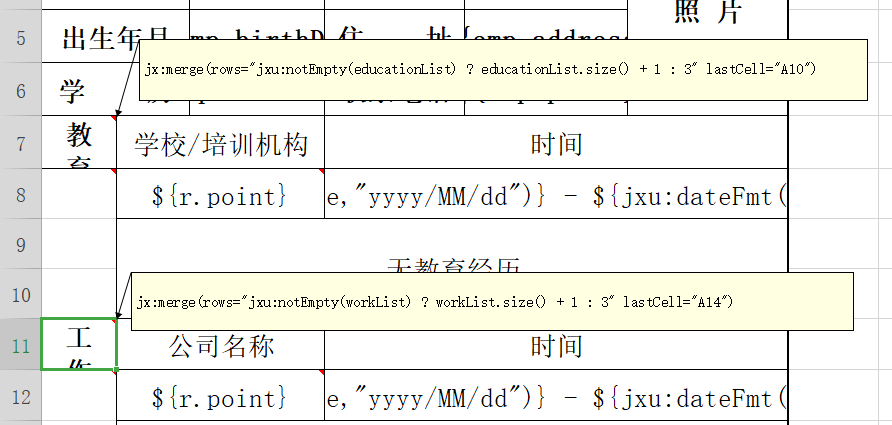 照 片
5 出生年月 mp.birthD 住 址 {emp.addres
jx:merge(rows="jxu:notEmpty(educationList) ? educationList.size() + 1 : 3" lastCell="A10")
6 学
7 教育 学校/培训机构 时间
8 ${r.point} e,"yyyy/MM/dd")} - ${jxu:dateFmt(
9 无教育经历
10
jx:merge(rows="jxu:notEmpty(workList) ? workList.size() + 1 : 3" lastCell="A14")
11 工作 公司名称 时间
12 ${r.point} e,"yyyy/MM/dd")} - ${jxu:dateFmt(